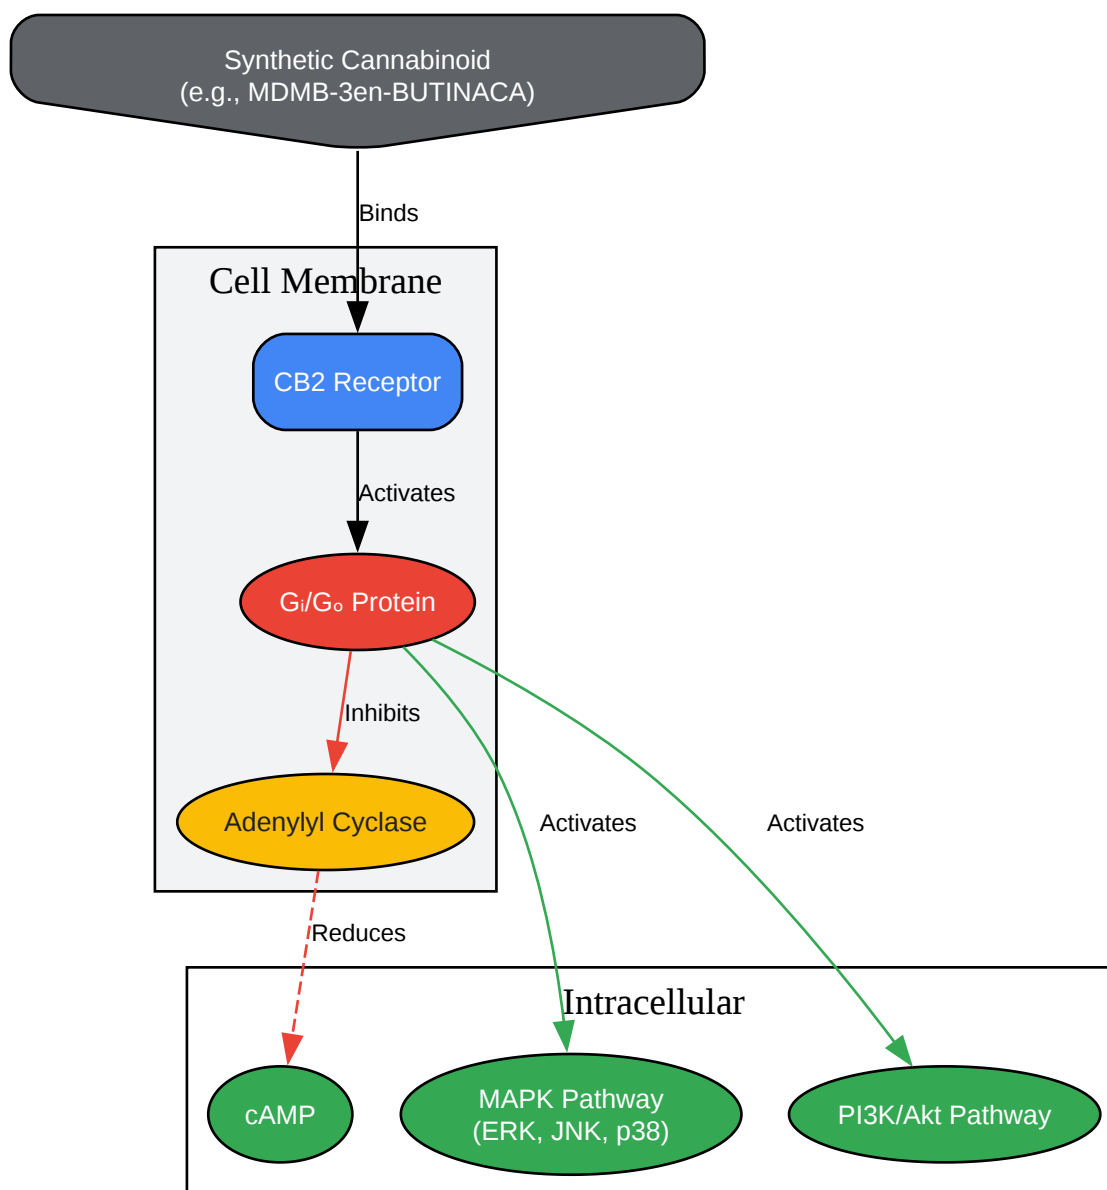 Synthetic Cannabinoid
(e.g., MDMB-3en-BUTINACA)
Binds
Cell Membrane
CB2 Receptor
Activates
Gᵢ/Gₒ Protein
Inhibits
Adenylyl Cyclase
Activates
Activates
Reduces
Intracellular
cAMP
MAPK Pathway
(ERK, JNK, p38)
PI3K/Akt Pathway